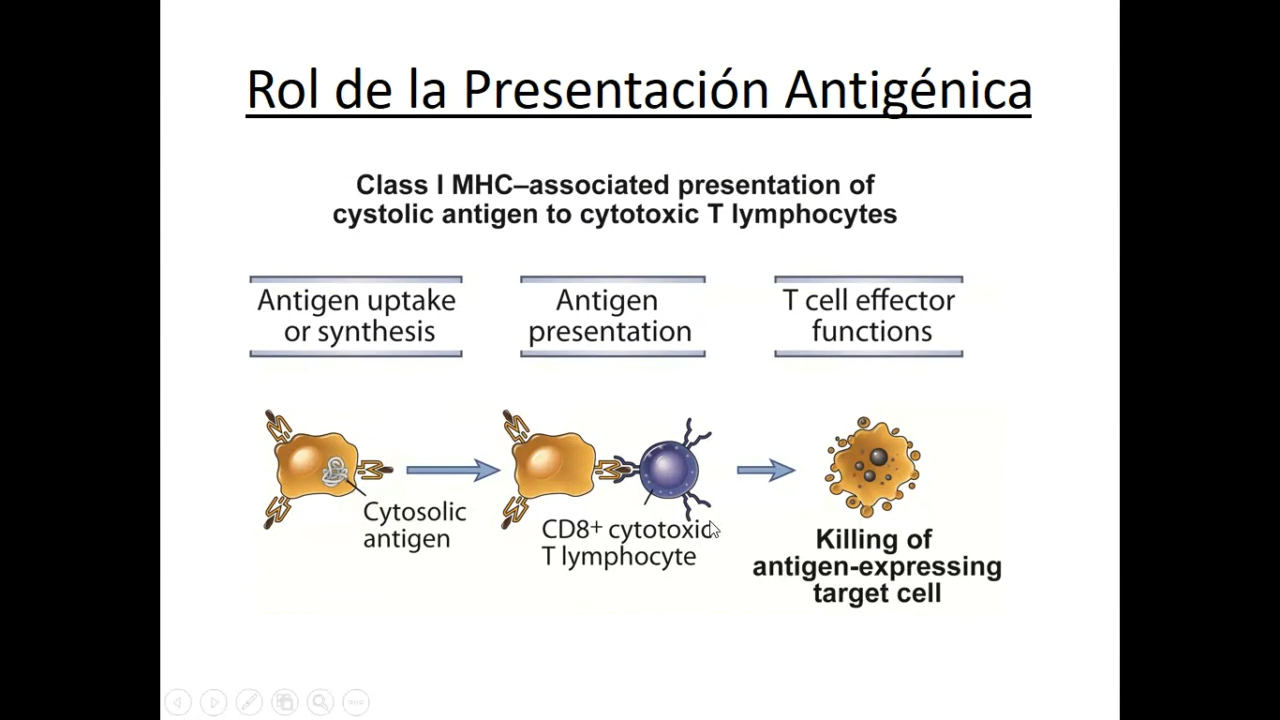 Rol de la Presentación Antigénica
Class I MHC–associated presentation of
cystolic antigen to cytotoxic T lymphocytes
Antigen uptake
or synthesis
Antigen
presentation
T cell effector
functions
Cytosolic
antigen
CD8+ cytotoxic
T lymphocyte
Killing of
antigen-expressing
target cell